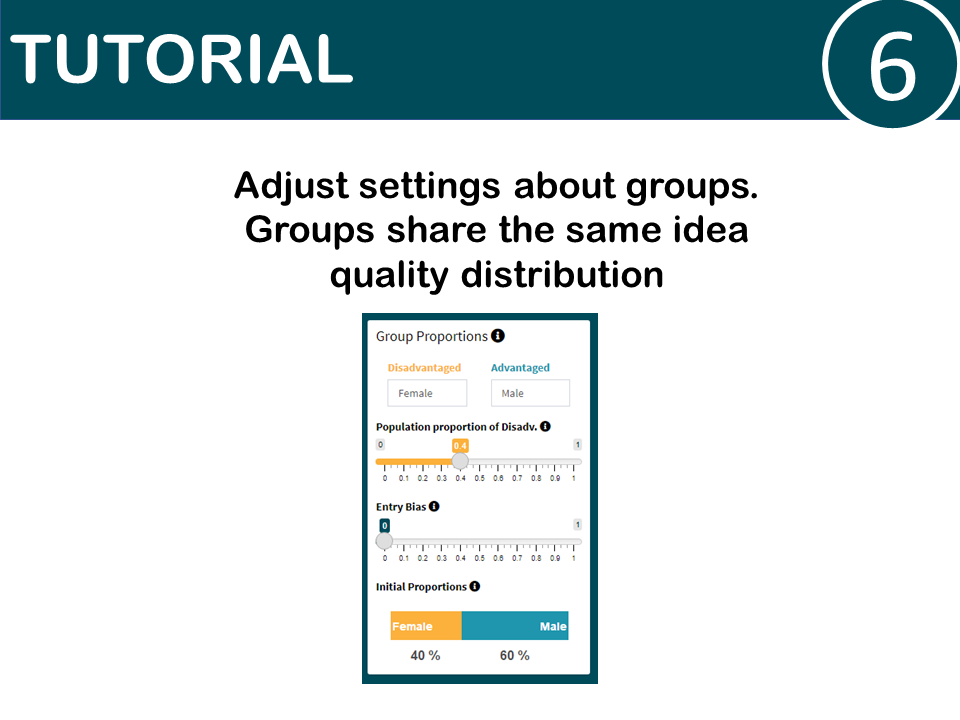 TUTORIAL
6
Adjust settings about groups.
Groups share the same idea
quality distribution
Group Proportions
Disadvantaged Advantaged
Female Male
Population proportion of Disadv.
0 0.4 1
0 0.1 0.2 0.3 0.4 0.5 0.6 0.7 0.8 0.9 1
Entry Bias
0 1
0 0.1 0.2 0.3 0.4 0.5 0.6 0.7 0.8 0.9 1
Initial Proportions
Female Male
40 % 60 %